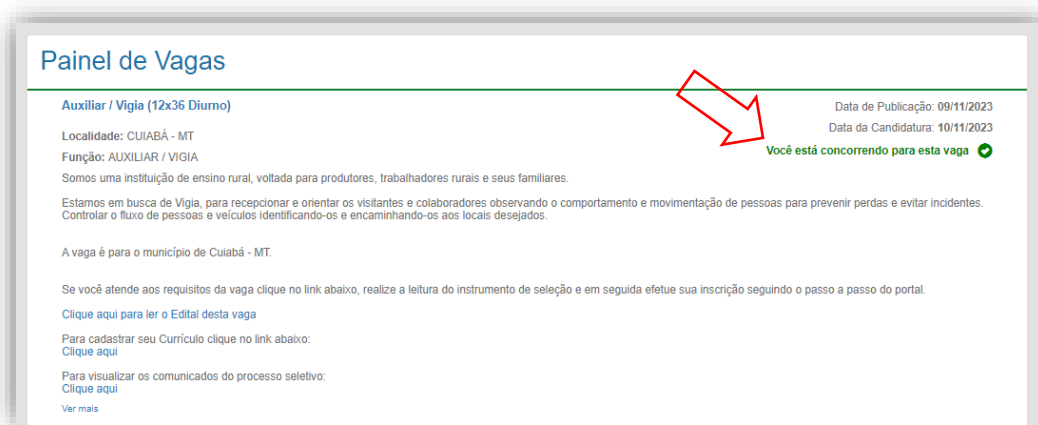 Painel de Vagas
Auxiliar / Vigia (12x36 Diurno)
Data de Publicação: 09/11/2023
Localidade: CUIABÁ - MT
Data da Candidatura: 10/11/2023
Função: AUXILIAR / VIGIA
Você está concorrendo para esta vaga
Somos uma instituição de ensino rural, voltada para produtores, trabalhadores rurais e seus familiares.
Estamos em busca de Vigia, para recepcionar e orientar os visitantes e colaboradores observando o comportamento e movimentação de pessoas para prevenir perdas e evitar incidentes.
Controlar o fluxo de pessoas e veículos identificando-os e encaminhando-os aos locais desejados.
A vaga é para o município de Cuiabá - MT.
Se você atende aos requisitos da vaga clique no link abaixo, realize a leitura do instrumento de seleção e em seguida efetue sua inscrição seguindo o passo a passo do portal.
Clique aqui para ler o Edital desta vaga
Para cadastrar seu Currículo clique no link abaixo:
Clique aqui
Para visualizar os comunicados do processo seletivo:
Clique aqui
Ver mais